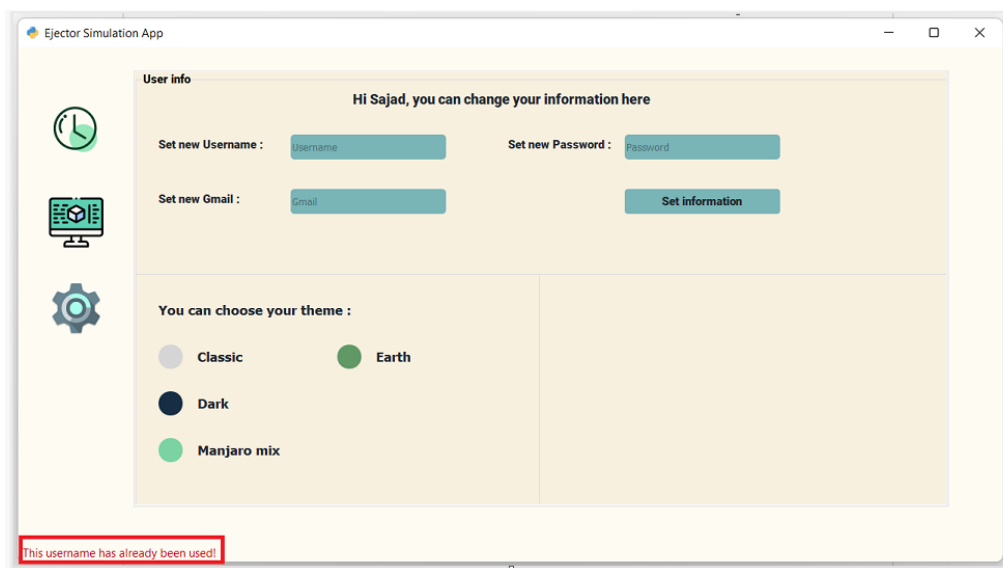 Ejector Simulation App
User info
Hi Sajad, you can change your information here
Set new Username :
Username
Set new Password :
Password
Set new Gmail :
Gmail
Set information
You can choose your theme :
Classic
Earth
Dark
Manjaro mix
This username has already been used!